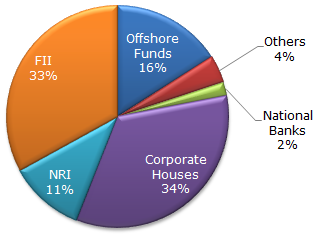 Offshore
Funds
16%
Others
4%
National
Banks
2%
Corporate
Houses
34%
NRI
11%
FII
33%